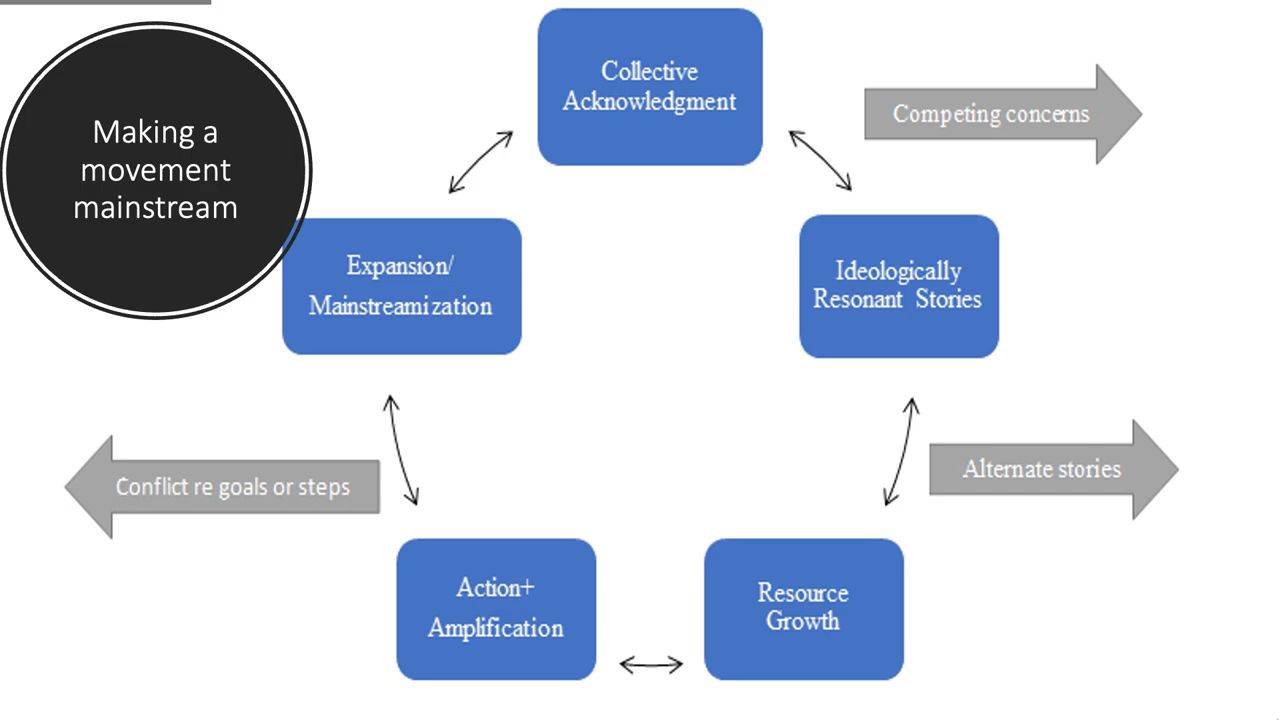 Making a
movement
mainstream
Collective
Acknowledgment
Competing concerns
Expansion/
Mainstreamization
Ideologically
Resonant Stories
Conflict re goals or steps
Alternate stories
Action+
Amplification
Resource
Growth